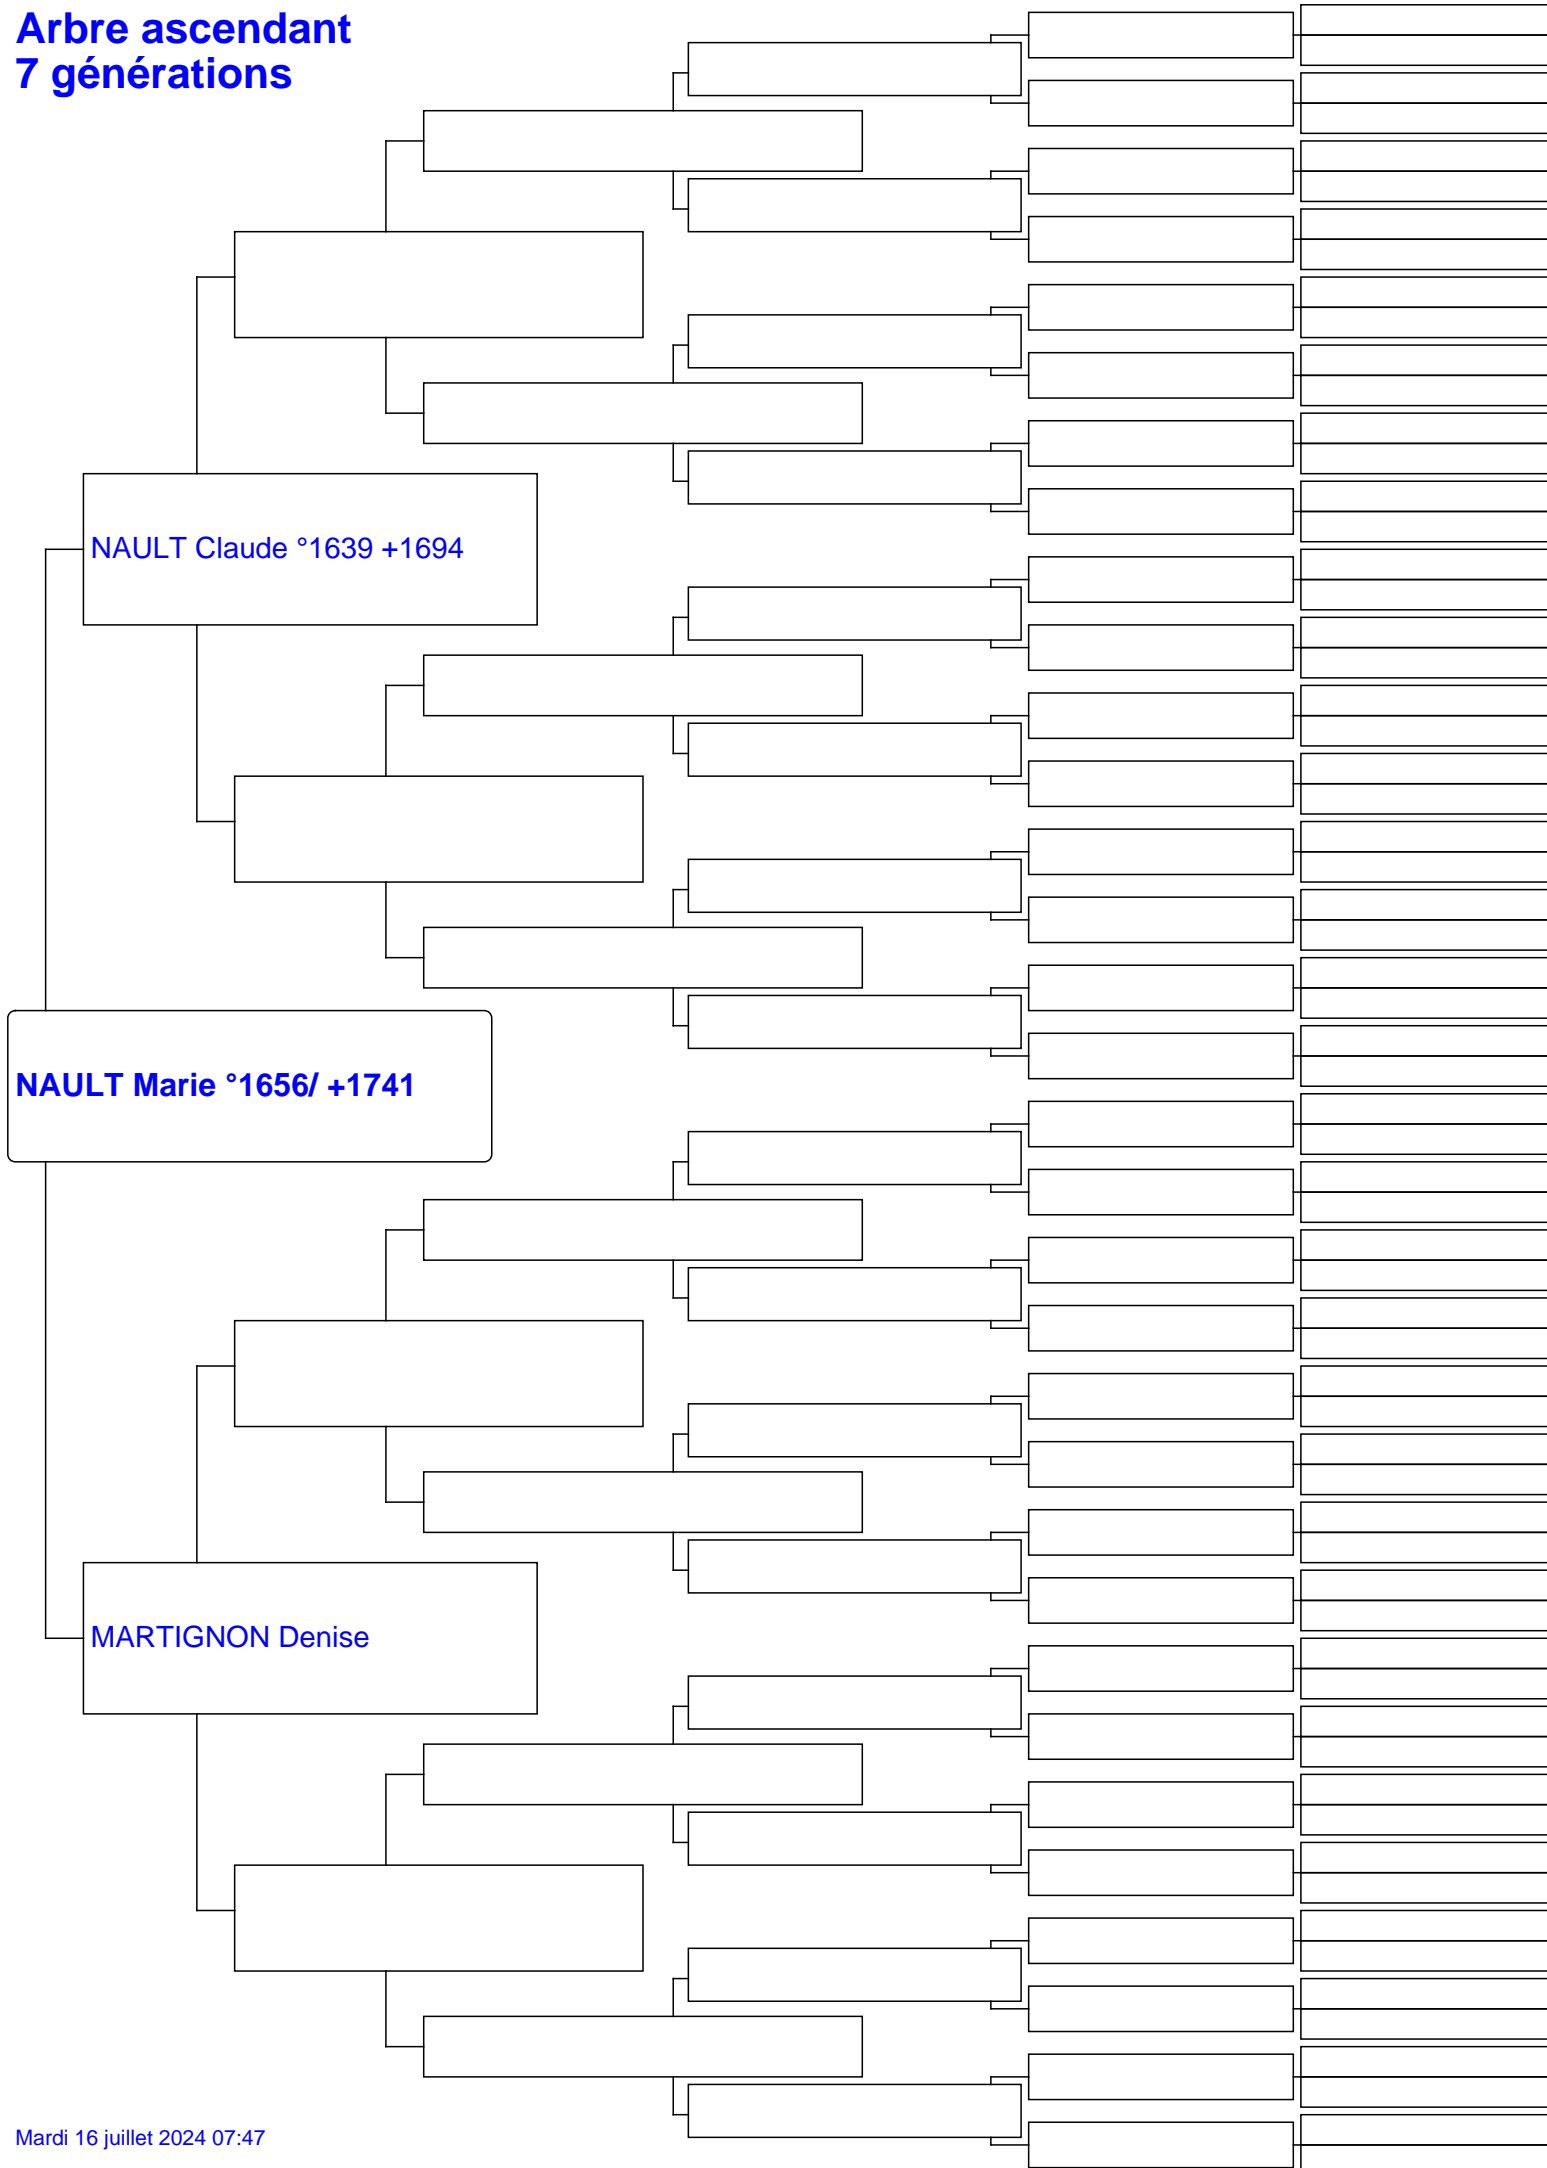 Arbre ascendant
7 générations
NAULT Claude °1639 +1694
NAULT Marie °1656/ +1741
MARTIGNON Denise
Mardi 16 juillet 2024 07:47